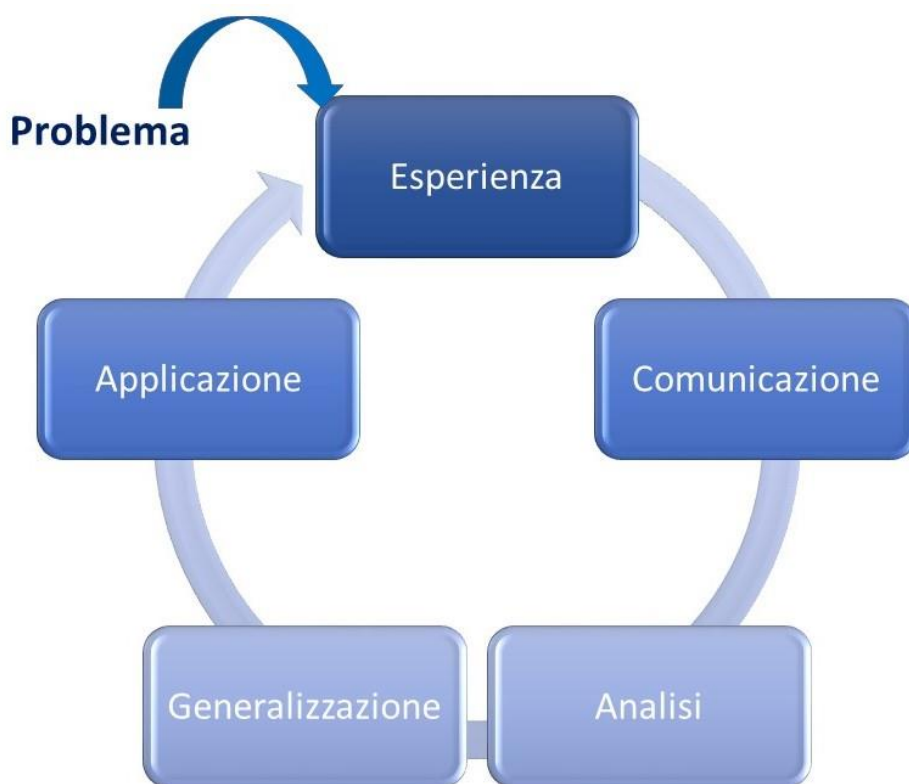 Problema
Esperienza
Comunicazione
Analisi
Generalizzazione
Applicazione